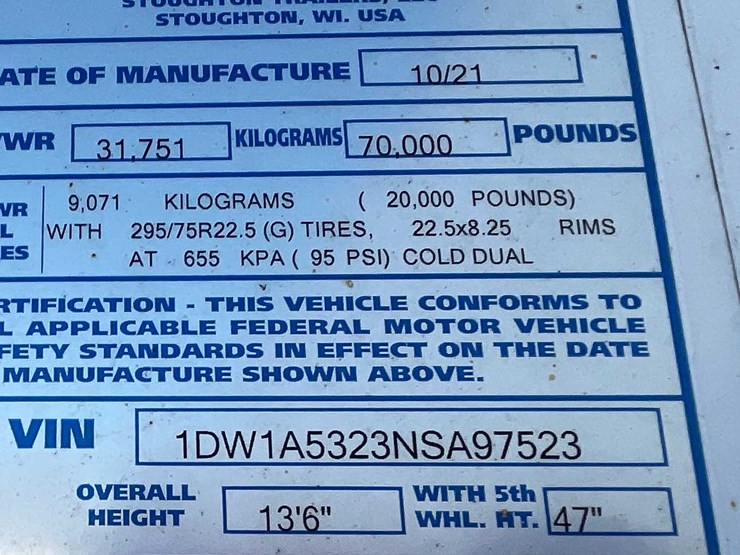 STOUGHTON, WI. USA
ATE OF MANUFACTURE 10/21
WR 31,751 KILOGRAMS 70,000 POUNDS
9,071 KILOGRAMS ( 20,000 POUNDS)
WITH 295/75R22.5 (G) TIRES, 22.5x8.25 RIMS
AT 655 KPA ( 95 PSI) COLD DUAL
WR
L
ES
RTIFICATION - THIS VEHICLE CONFORMS TO
L APPLICABLE FEDERAL MOTOR VEHICLE
FETY STANDARDS IN EFFECT ON THE DATE
MANUFACTURE SHOWN ABOVE.
VIN 1DW1A5323NSA97523
OVERALL HEIGHT 13'6" WITH 5th WHL. HT. 47"